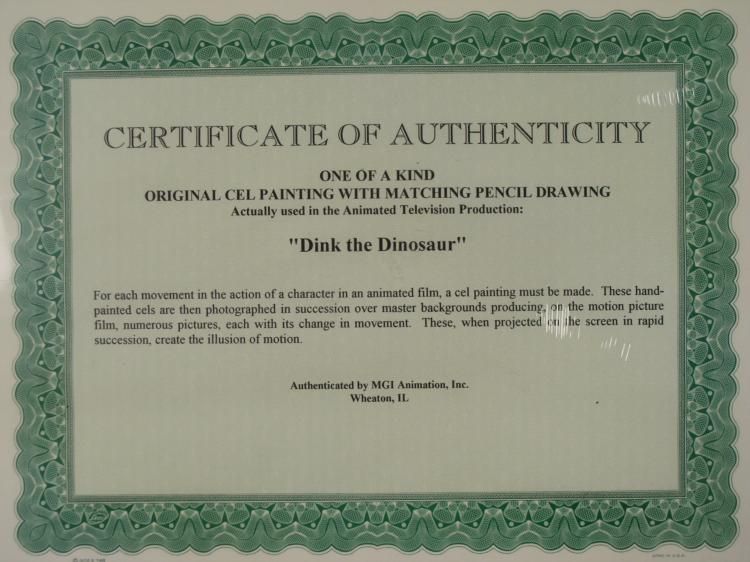 CERTIFICATE OF AUTHENTICITY
ONE OF A KIND
ORIGINAL CEL PAINTING WITH MATCHING PENCIL DRAWING
Actually used in the Animated Television Production:
"Dink the Dinosaur"
For each movement in the action of a character in an animated film, a cel painting must be made. These hand-
painted cels are then photographed in succession over master backgrounds producing, on the motion picture
film, numerous pictures, each with its change in movement. These, when projected on the screen in rapid
succession, create the illusion of motion.
Authenticated by MGI Animation, Inc.
Wheaton, IL